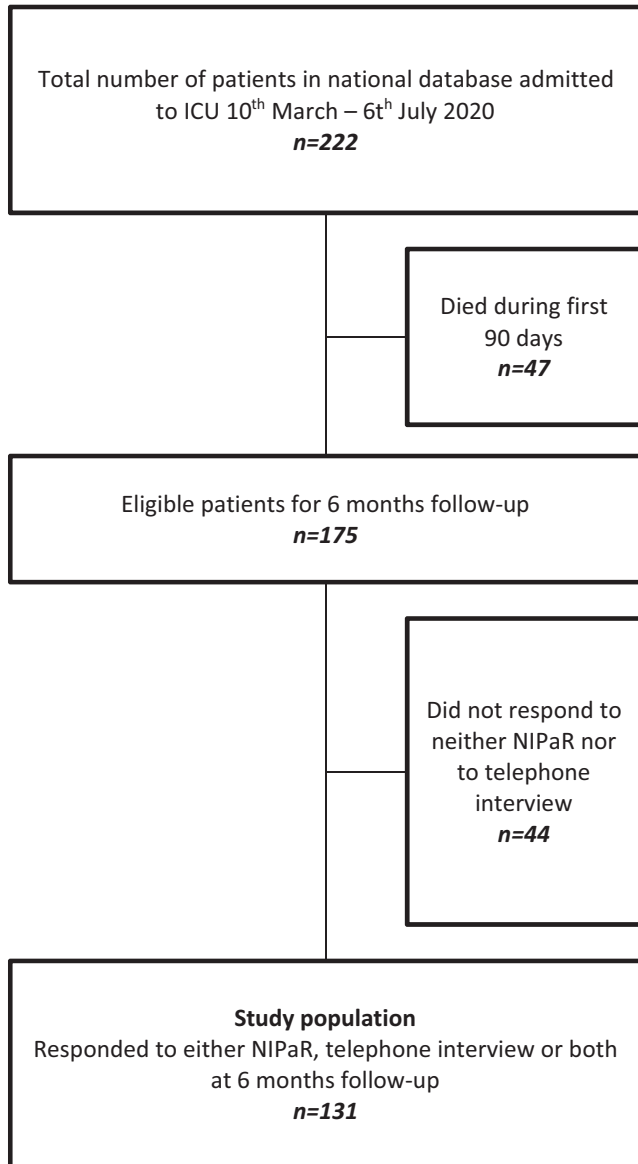 Total number of patients in national database admitted
to ICU 10th March – 6th July 2020
n=222
Died during first
90 days
n=47
Eligible patients for 6 months follow-up
n=175
Did not respond to
neither NIPaR nor
to telephone
interview
n=44
Study population
Responded to either NIPaR, telephone interview or both
at 6 months follow-up
n=131